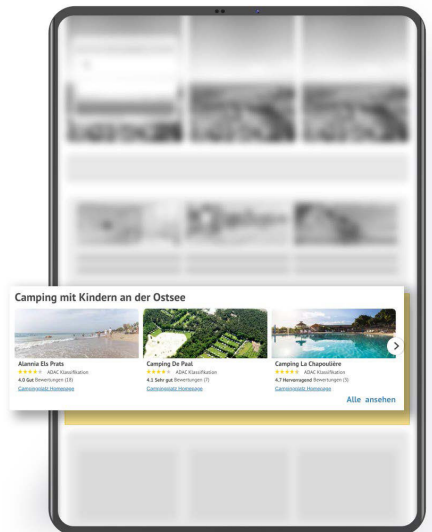 Camping mit Kindern an der Ostsee
Alannia Els Prats
ADAC Klassifikation
4.0 Gut Bewertungen (18)
Campingplatz Homepage
Camping De Paal
ADAC Klassifikation
4.1 Sehr gut Bewertungen (7)
Campingplatz Homepage
Camping La Chapoulière
ADAC Klassifikation
4.7 Hervorragend Bewertungen (3)
Campingplatz Homepage
Alle ansehen